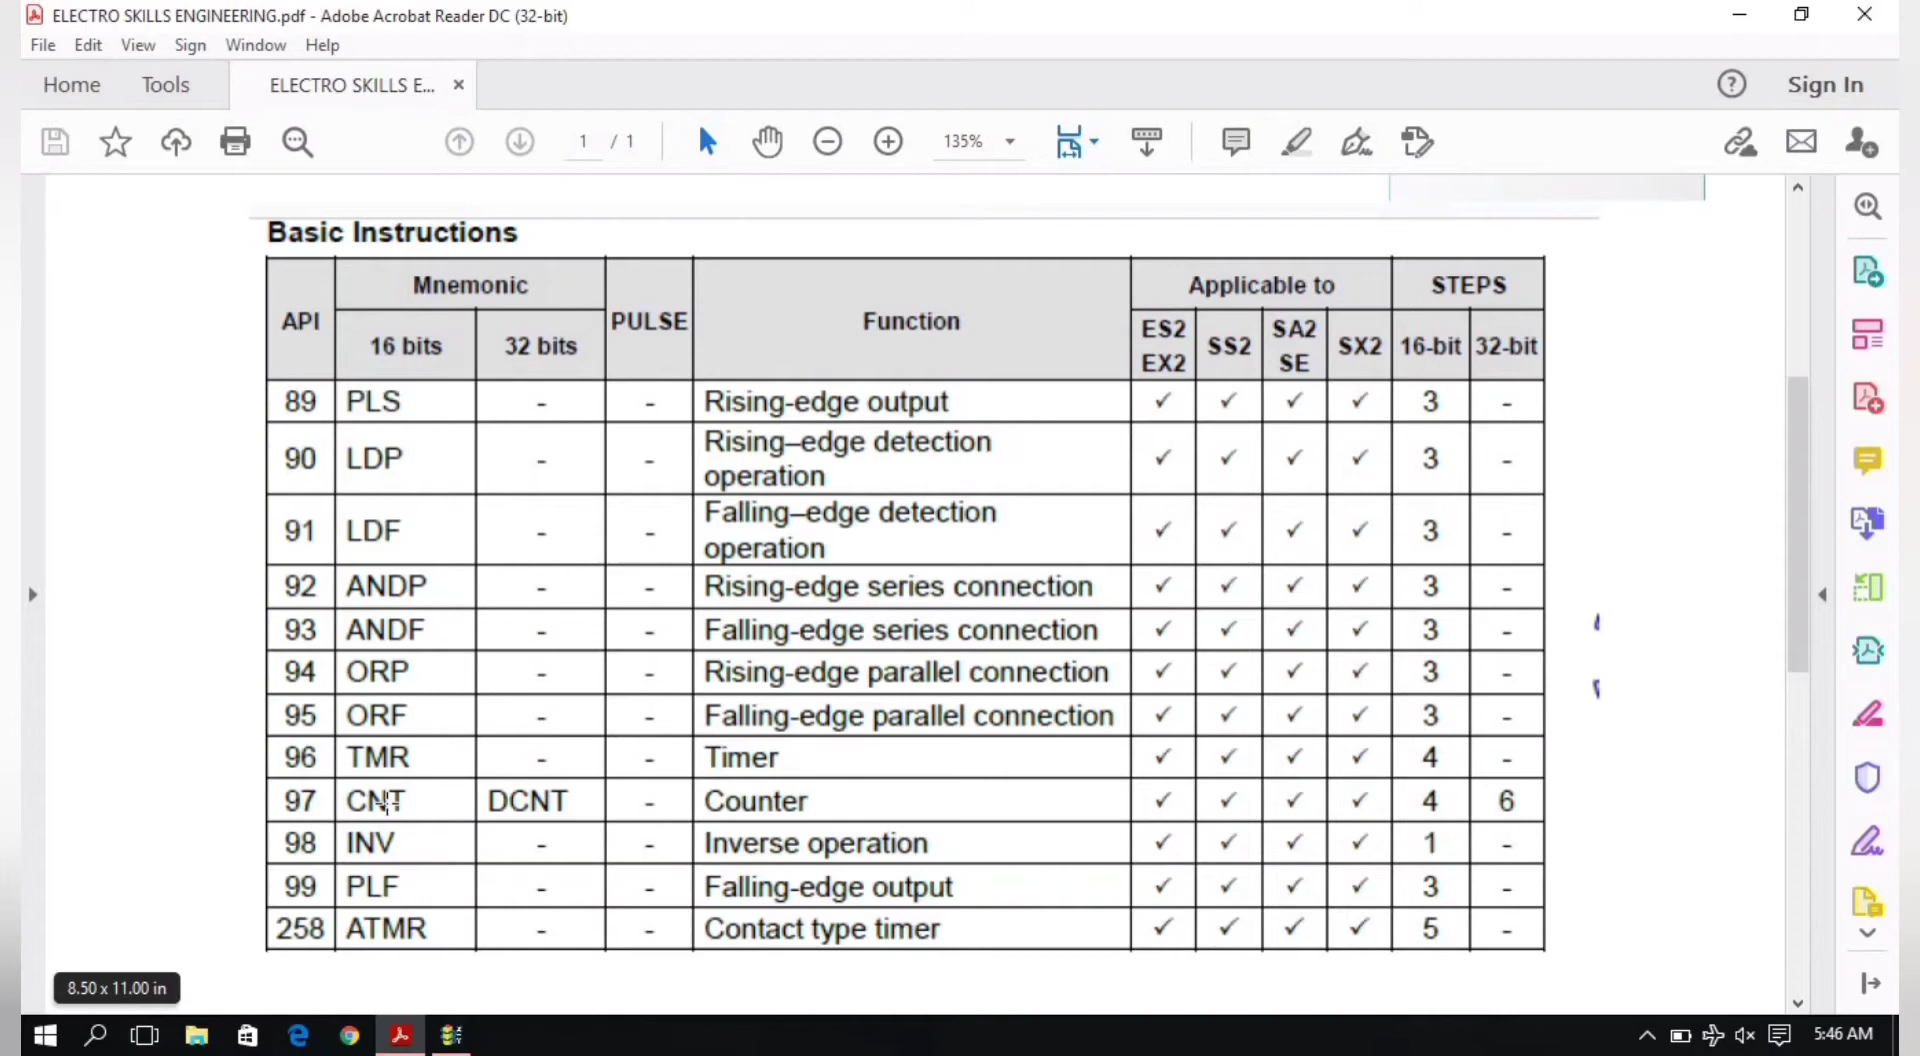 ELECTRO SKILLS ENGINEERING.pdf - Adobe Acrobat Reader DC (32-bit)
File Edit View Sign Window Help
Home Tools ELECTRO SKILLS E... × Sign In
1 / 1 135%
Basic Instructions
API Mnemonic PULSE Function Applicable to STEPS
16 bits 32 bits ES2 EX2 SS2 SA2 SE SX2 16-bit 32-bit
89 PLS - - Rising-edge output ✓ ✓ ✓ ✓ 3 -
90 LDP - - Rising–edge detection operation ✓ ✓ ✓ ✓ 3 -
91 LDF - - Falling–edge detection operation ✓ ✓ ✓ ✓ 3 -
92 ANDP - - Rising-edge series connection ✓ ✓ ✓ ✓ 3 -
93 ANDF - - Falling-edge series connection ✓ ✓ ✓ ✓ 3 -
94 ORP - - Rising-edge parallel connection ✓ ✓ ✓ ✓ 3 -
95 ORF - - Falling-edge parallel connection ✓ ✓ ✓ ✓ 3 -
96 TMR - - Timer ✓ ✓ ✓ ✓ 4 -
97 CNT DCNT - Counter ✓ ✓ ✓ ✓ 4 6
98 INV - - Inverse operation ✓ ✓ ✓ ✓ 1 -
99 PLF - - Falling-edge output ✓ ✓ ✓ ✓ 3 -
258 ATMR - - Contact type timer ✓ ✓ ✓ ✓ 5 -
8.50 x 11.00 in
5:46 AM